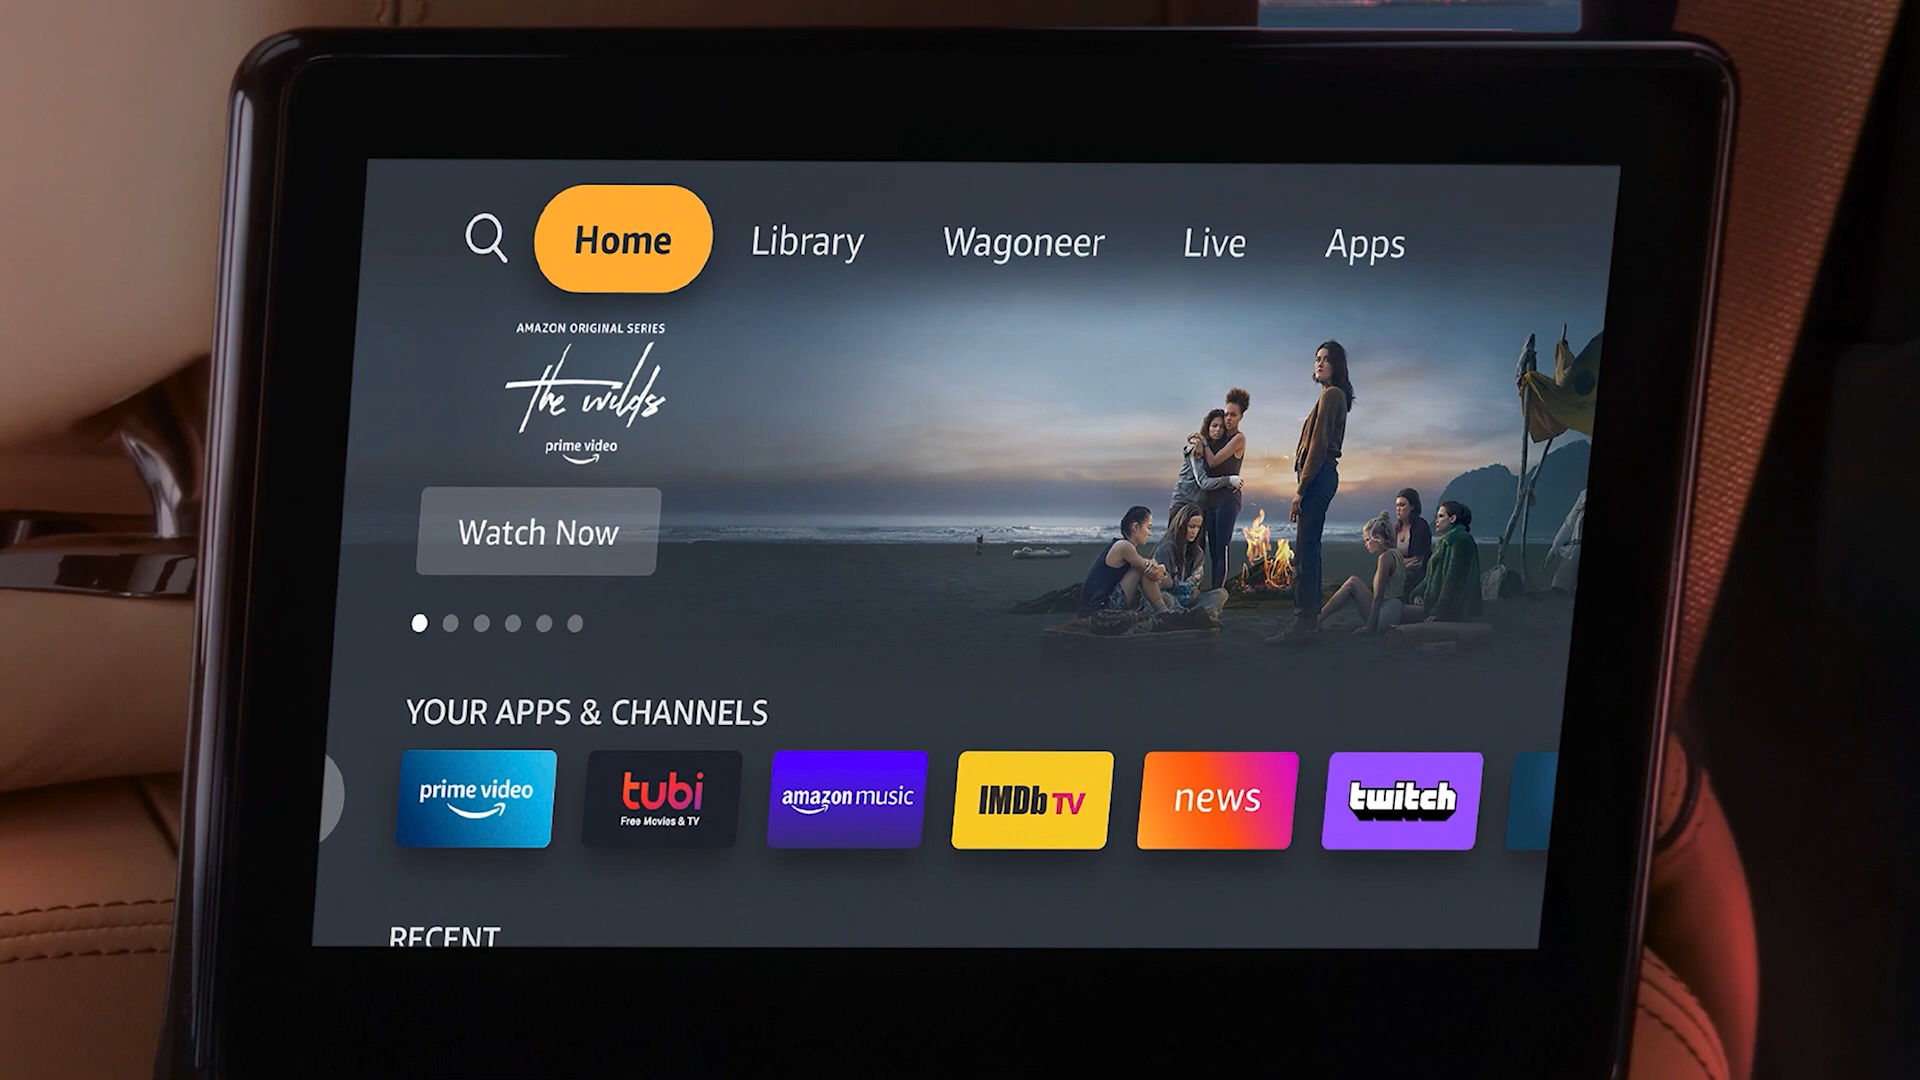 Home
Library
Wagoneer
Live
Apps
AMAZON ORIGINAL SERIES
the wilds
prime video
Watch Now
YOUR APPS & CHANNELS
prime video
tubi
Free Movies & TV
amazon music
IMDb TV
news
twitch
RECENT